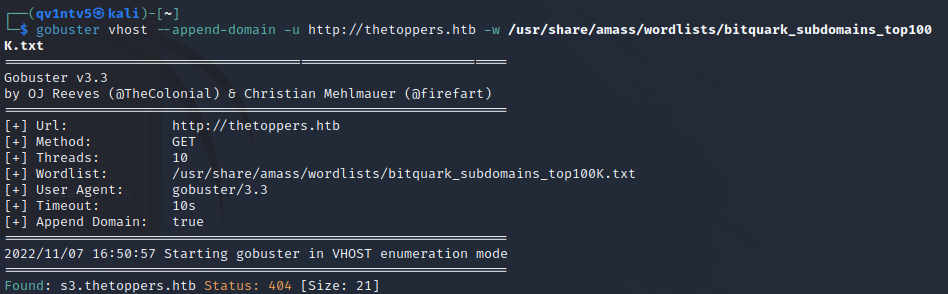 ┌──(qv1ntv5㉿kali)-[~]
└─$ gobuster vhost --append-domain -u http://thetoppers.htb -w /usr/share/amass/wordlists/bitquark_subdomains_top100
K.txt
===============================================================
Gobuster v3.3
by OJ Reeves (@TheColonial) & Christian Mehlmauer (@firefart)
===============================================================
[+] Url:             http://thetoppers.htb
[+] Method:          GET
[+] Threads:         10
[+] Wordlist:        /usr/share/amass/wordlists/bitquark_subdomains_top100K.txt
[+] User Agent:      gobuster/3.3
[+] Timeout:         10s
[+] Append Domain:   true
===============================================================
2022/11/07 16:50:57 Starting gobuster in VHOST enumeration mode
===============================================================
Found: s3.thetoppers.htb Status: 404 [Size: 21]